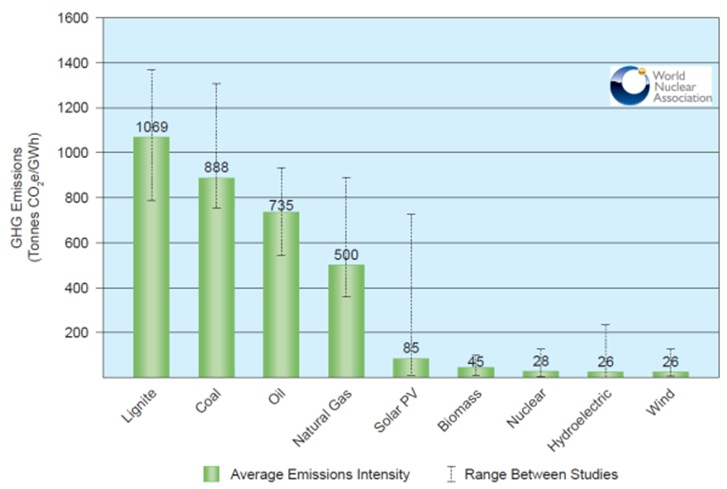 1600
1400
1200
1000
800
600
400
200
GHG Emissions
(Tonnes CO₂e/GWh)
World
Nuclear
Association
1069
888
735
500
85
45
28
26
26
Lignite
Coal
Oil
Natural Gas
Solar PV
Biomass
Nuclear
Hydroelectric
Wind
Average Emissions Intensity
Range Between Studies